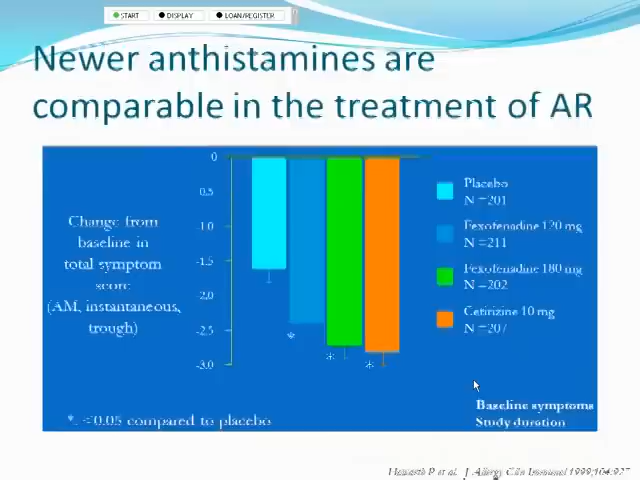 START DISPLAY LOAN/REGISTER
Newer anthistamines are
comparable in the treatment of AR
0
0.5
-1.0
-1.5
2.0
-2.5
-3.0
Change from
baseline in
total symptom
score
(AM, instantaneous,
trough)
Placebo
N =201
Fexofenadine 120 mg
N =211
Fexofenadine 180 mg
N =202
Cetirizine 10 mg
N =207
*
*
*
* <0.05 compared to placebo
Baseline symptoms
Study duration
Howarth P et al. J Allergy Clin Immunol 1999;104:927